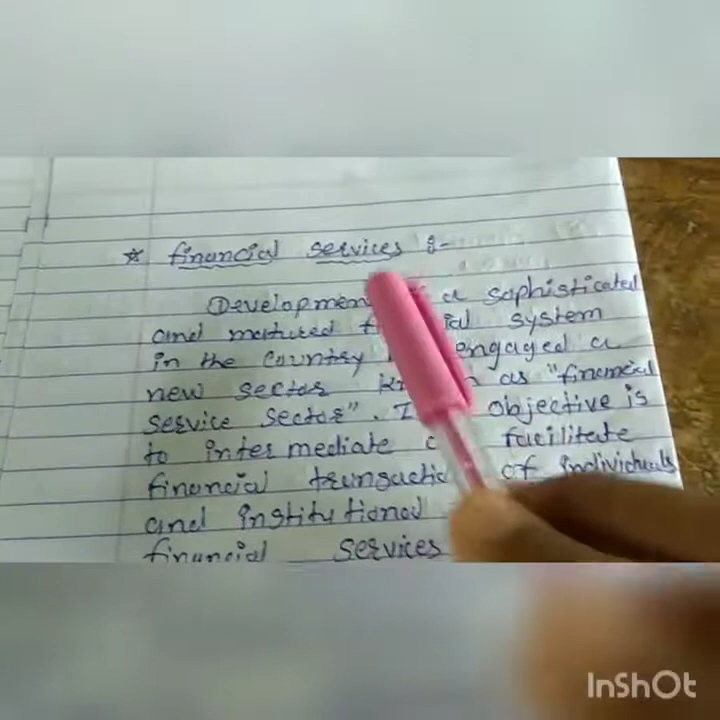 * financial services :-
Development a sophisticated
and matured system
in the country engaged a
new sector as "financial
service sector". objective is
to intermediate facilitate
financial of individuals
and institutional
financial services
InShOt